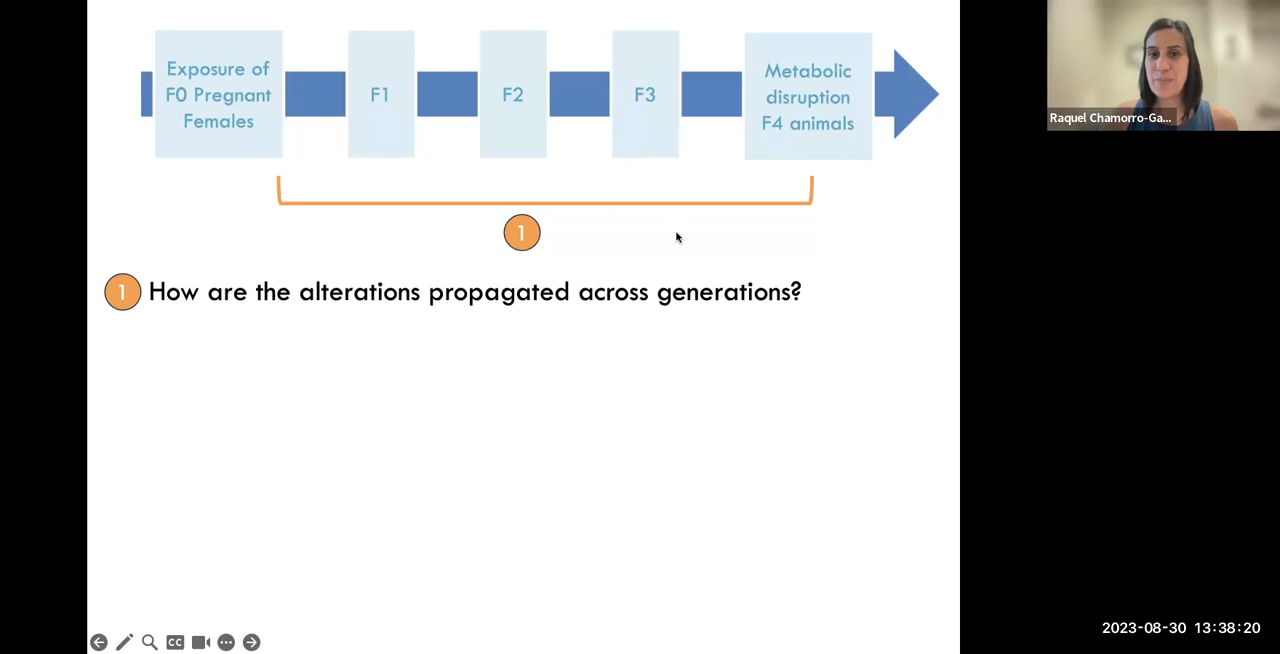 Exposure of
F0 Pregnant
Females
F1
F2
F3
Metabolic
disruption
F4 animals
Raquel Chamorro-Ga...
1
1 How are the alterations propagated across generations?
CC
2023-08-30 13:38:20